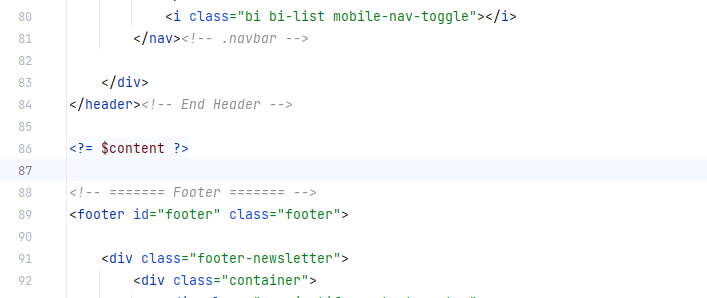 80 <i class="bi bi-list mobile-nav-toggle"></i>
81 </nav><!-- .navbar -->
82
83 </div>
84 </header><!-- End Header -->
85
86 <?= $content ?>
87
88 <!-- ======= Footer ======= -->
89 <footer id="footer" class="footer">
90
91 <div class="footer-newsletter">
92 <div class="container">